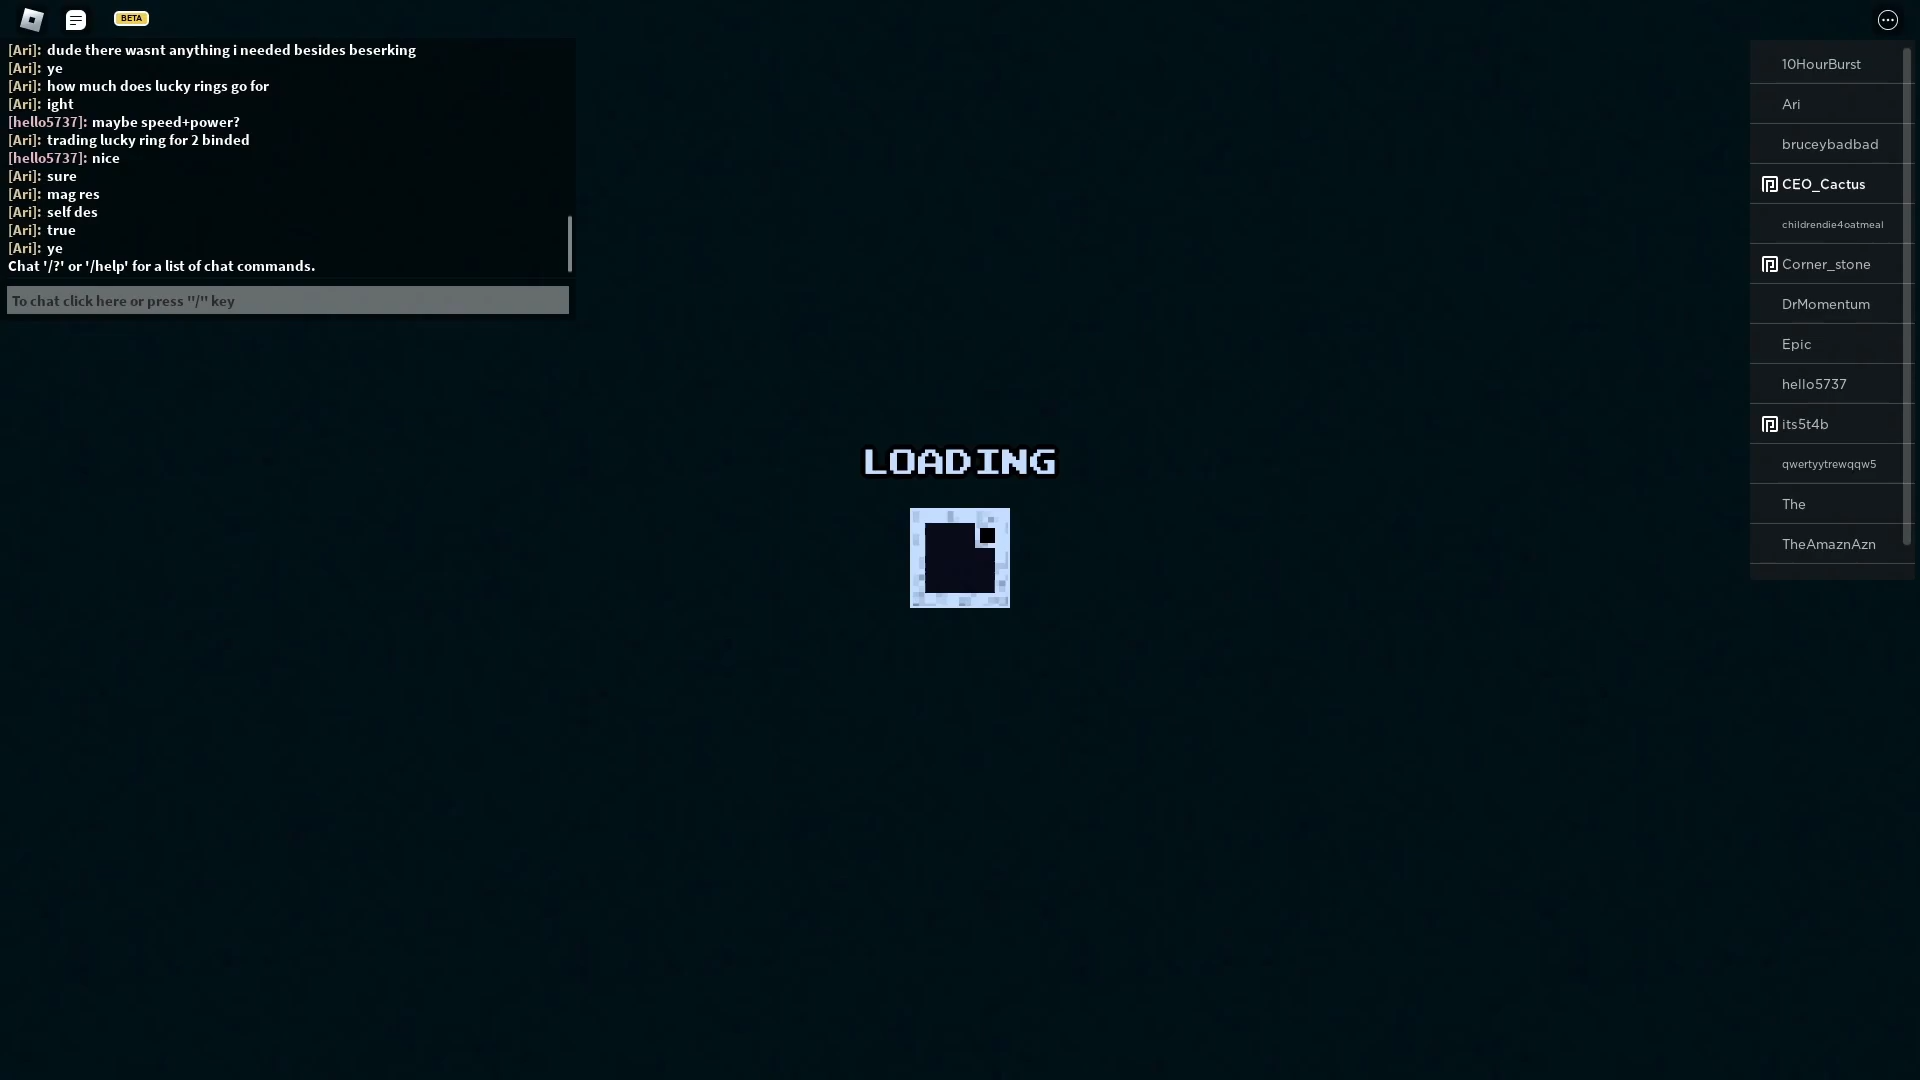 BETA
[Ari]: dude there wasnt anything i needed besides beserking
[Ari]: ye
[Ari]: how much does lucky rings go for
[Ari]: ight
[hello5737]: maybe speed+power?
[Ari]: trading lucky ring for 2 binded
[hello5737]: nice
[Ari]: sure
[Ari]: mag res
[Ari]: self des
[Ari]: true
[Ari]: ye
Chat '/?' or '/help' for a list of chat commands.
To chat click here or press "/" key
LOADING
10HourBurst
Ari
bruceybadbad
CEO_Cactus
childrendie4oatmeal
Corner_stone
DrMomentum
Epic
hello5737
its5t4b
qwertyytrewqqw5
The
TheAmaznAzn